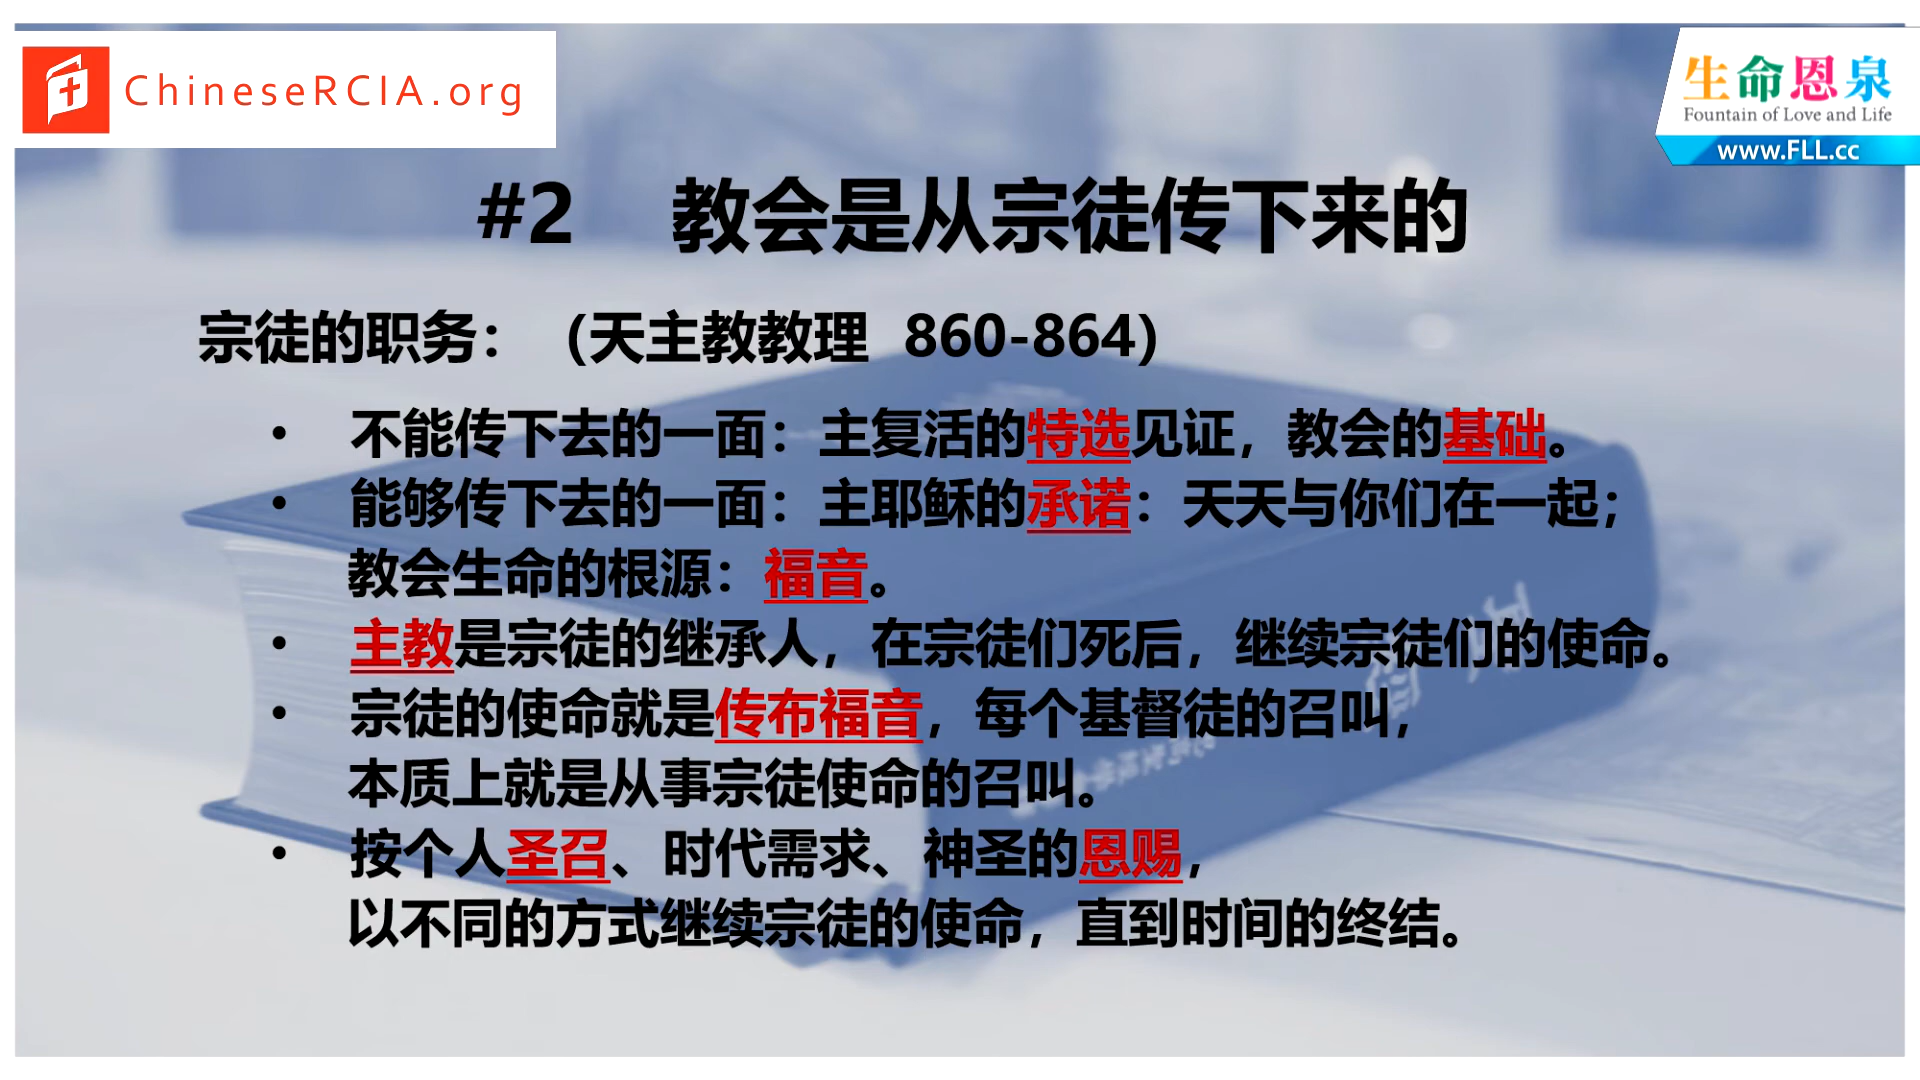 ChineseRCIA.org
生命恩泉
Fountain of Love and Life
www.FLL.cc
#2 教会是从宗徒传下来的
宗徒的职务：（天主教教理 860-864）
• 不能传下去的一面：主复活的特选见证，教会的基础。
• 能够传下去的一面：主耶稣的承诺：天天与你们在一起；
教会生命的根源：福音。
• 主教是宗徒的继承人，在宗徒们死后，继续宗徒们的使命。
• 宗徒的使命就是传布福音，每个基督徒的召叫，
本质上就是从事宗徒使命的召叫。
• 按个人圣召、时代需求、神圣的恩赐，
以不同的方式继续宗徒的使命，直到时间的终结。